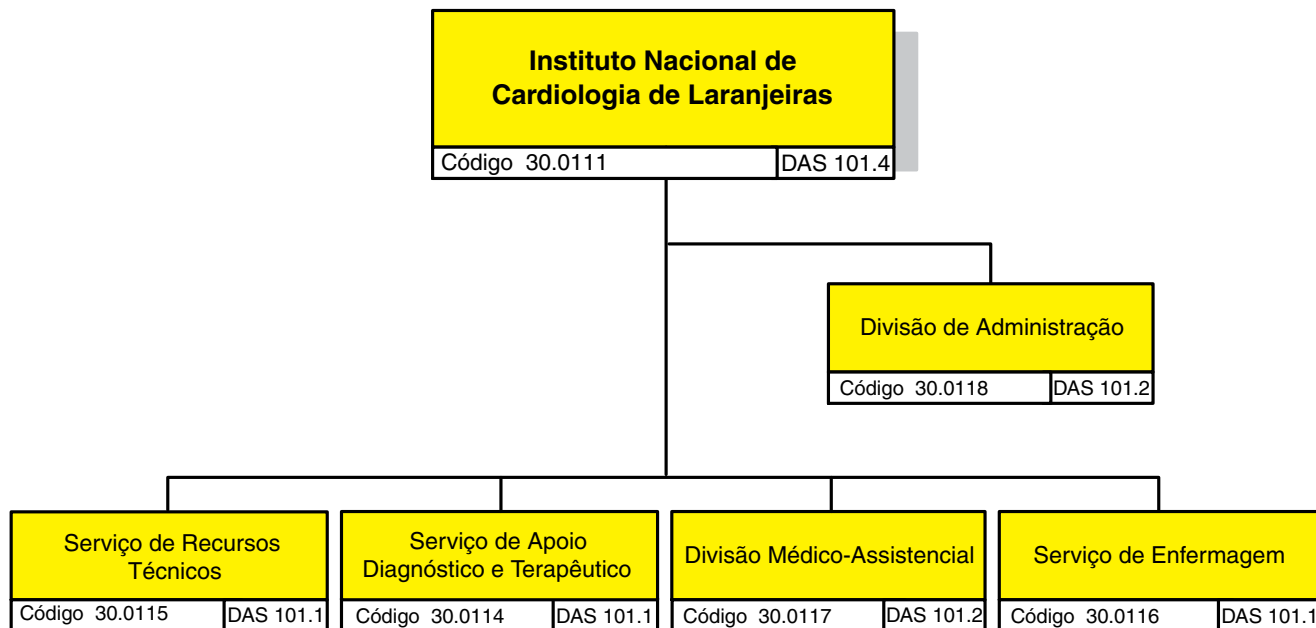 Instituto Nacional de
Cardiologia de Laranjeiras
Código 30.0111 DAS 101.4
Divisão de Administração
Código 30.0118 DAS 101.2
Serviço de Recursos
Técnicos
Código 30.0115 DAS 101.1
Serviço de Apoio
Diagnóstico e Terapêutico
Código 30.0114 DAS 101.1
Divisão Médico-Assistencial
Código 30.0117 DAS 101.2
Serviço de Enfermagem
Código 30.0116 DAS 101.1